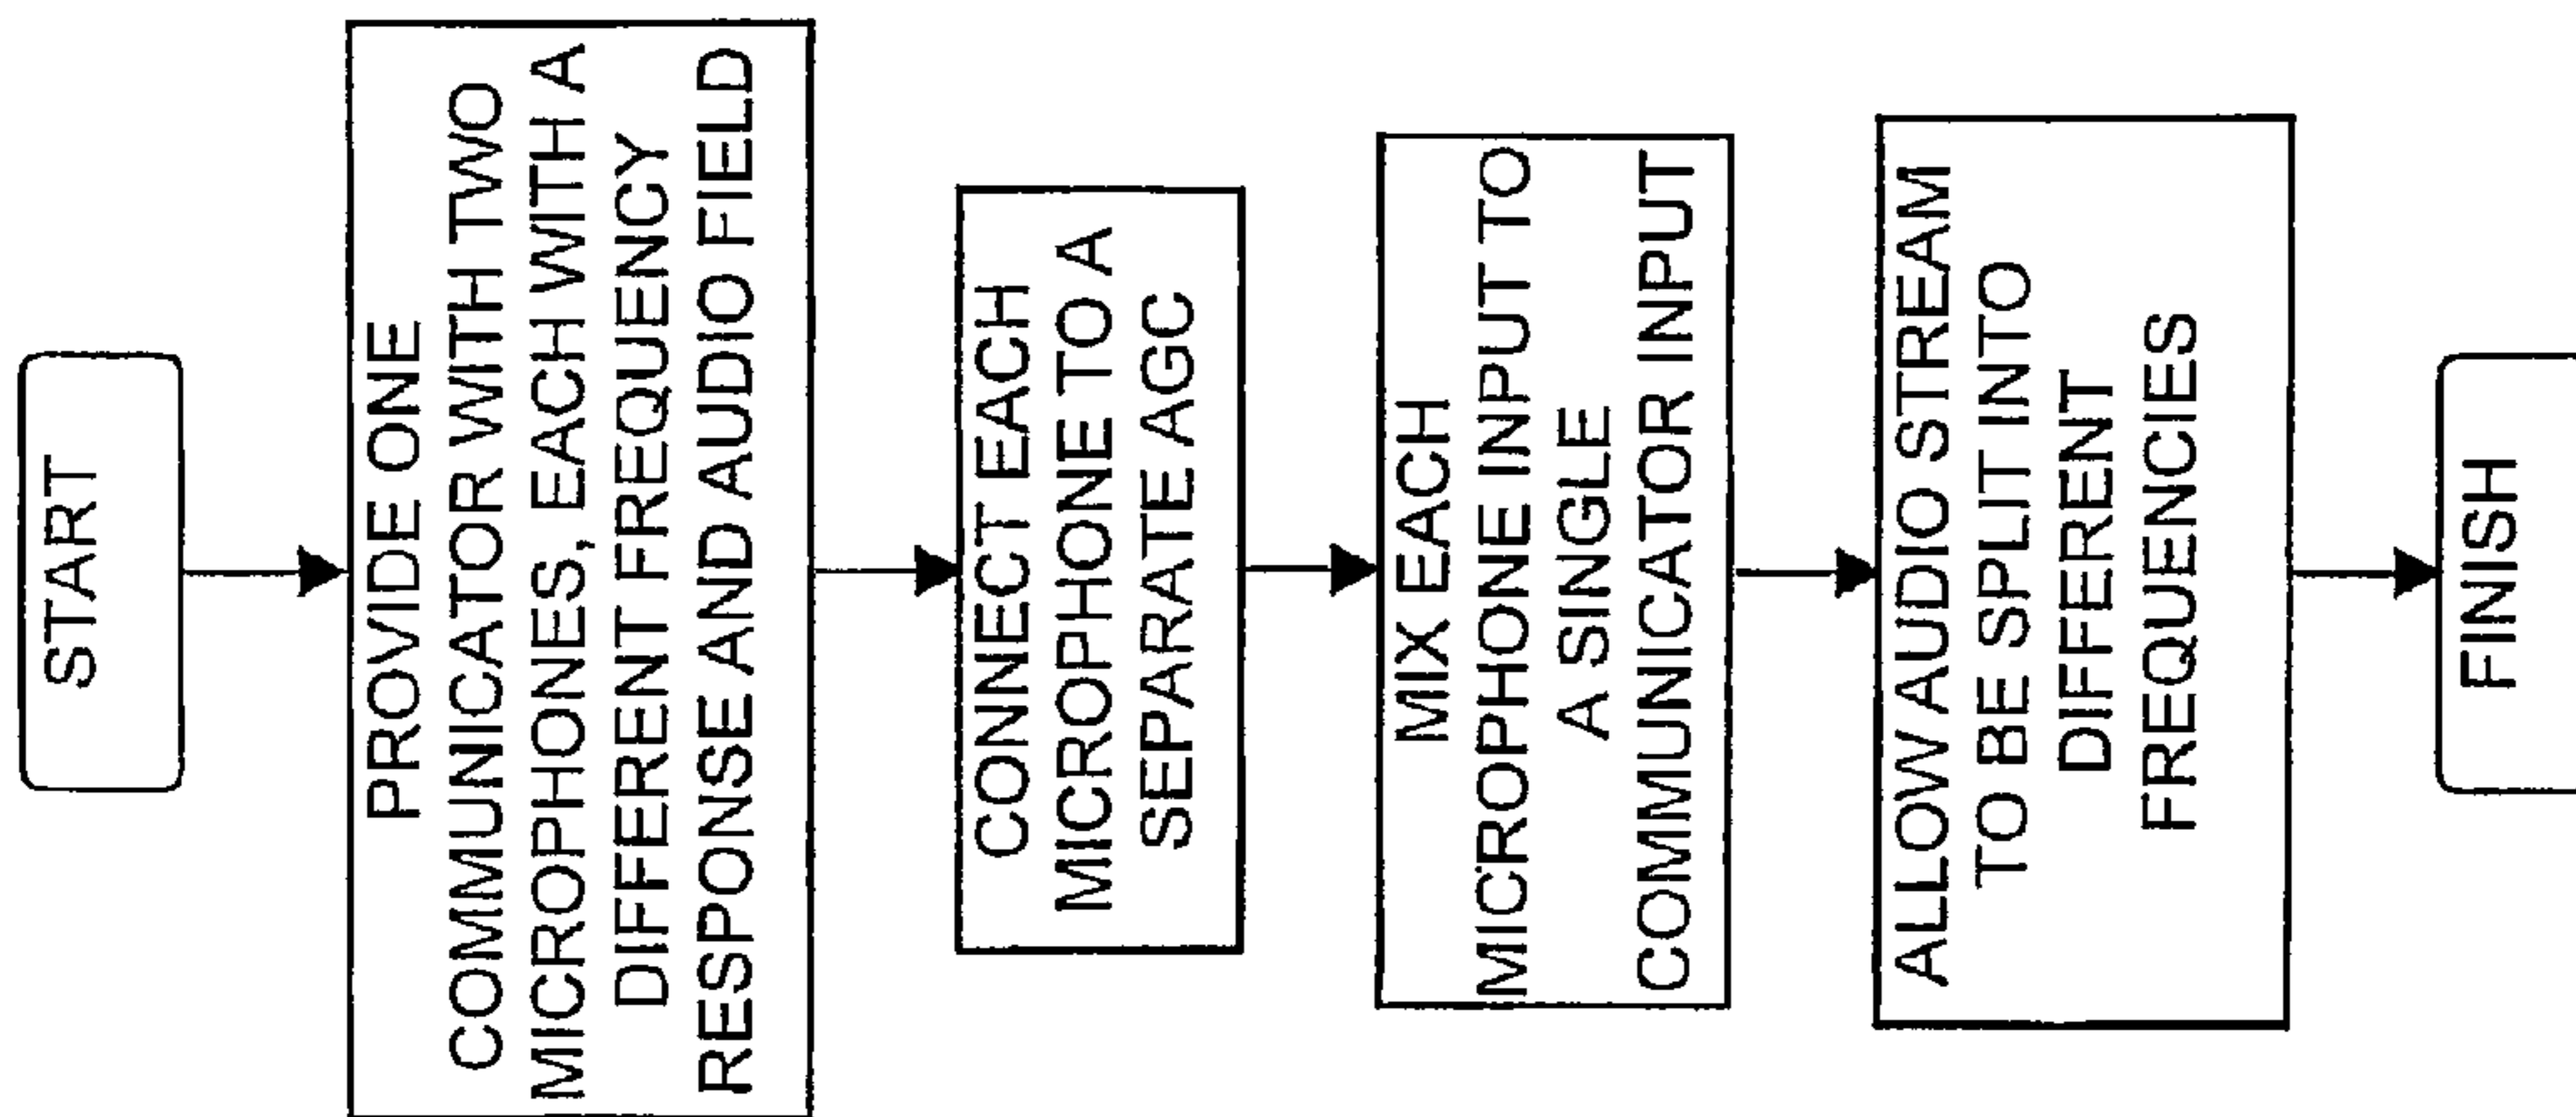 START
PROVIDE ONE
COMMUNICATOR WITH TWO
MICROPHONES, EACH WITH A
DIFFERENT FREQUENCY
RESPONSE AND AUDIO FIELD
CONNECT EACH
MICROPHONE TO A
SEPARATE AGC
MIX EACH
MICROPHONE INPUT TO
A SINGLE
COMMUNICATOR INPUT
ALLOW AUDIO STREAM
TO BE SPLIT INTO
DIFFERENT
FREQUENCIES
FINISH